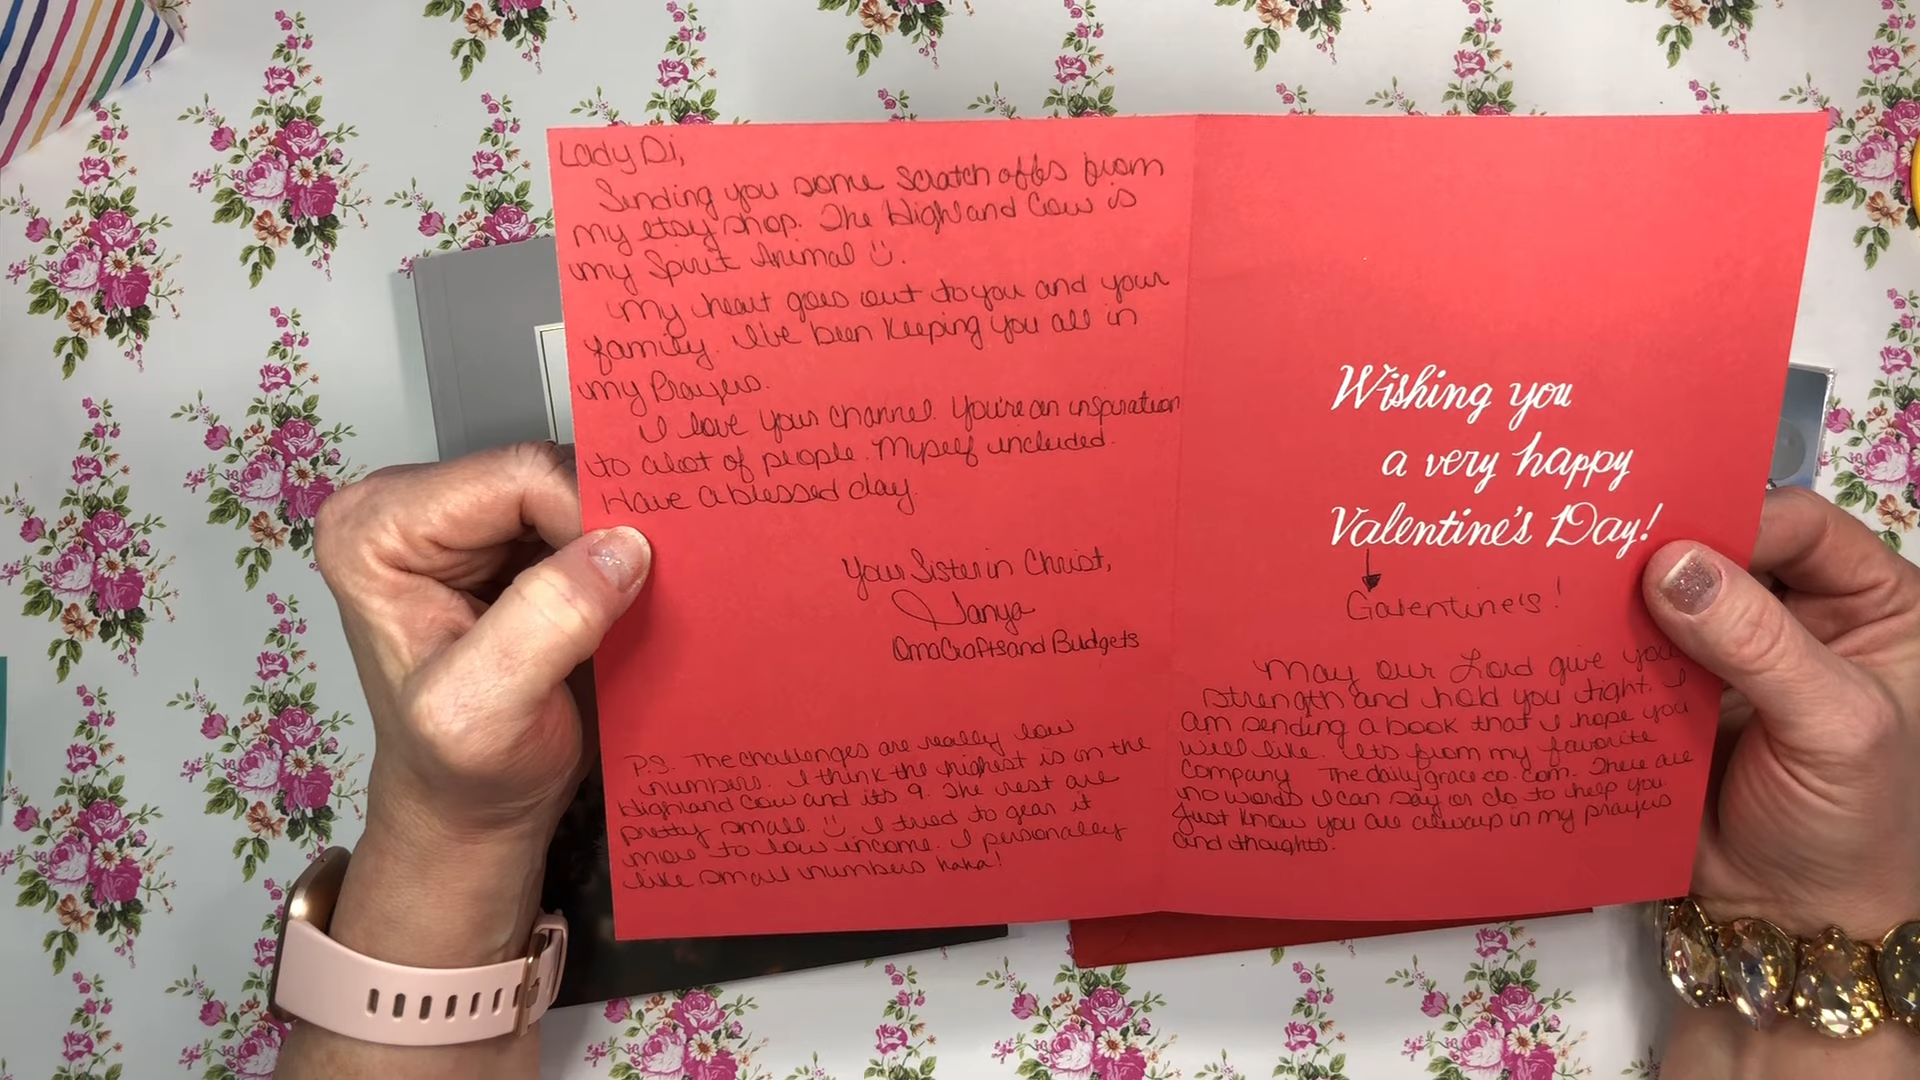 Lady Di,
Sending you some scratch offs from
my etsy shop. The Highland Cow is
my Spirit Animal ☺.
My heart goes out to you and your
family. I've been keeping you all in
my Prayers.
I love your channel. You're an inspiration
to alot of people. Myself included.
Have a blessed day.
Your Sister in Christ,
Tanya
OmaCraftsandBudgets
P.S. The challenges are really low
numbers. I think the highest is on the
Highland Cow and its 9. The rest are
pretty small. ☺ I tried to gear it
more to low income. I personally
like small numbers haha!
Wishing you
a very happy
Valentine's Day!
Galentine's!
May our Lord give you
strength and hold you tight. I
am sending a book that I hope you
will like. Its from my favorite
Company Thedailygraceco.com. There are
no words I can say or do to help you
Just know you are always in my prayers
and thoughts.